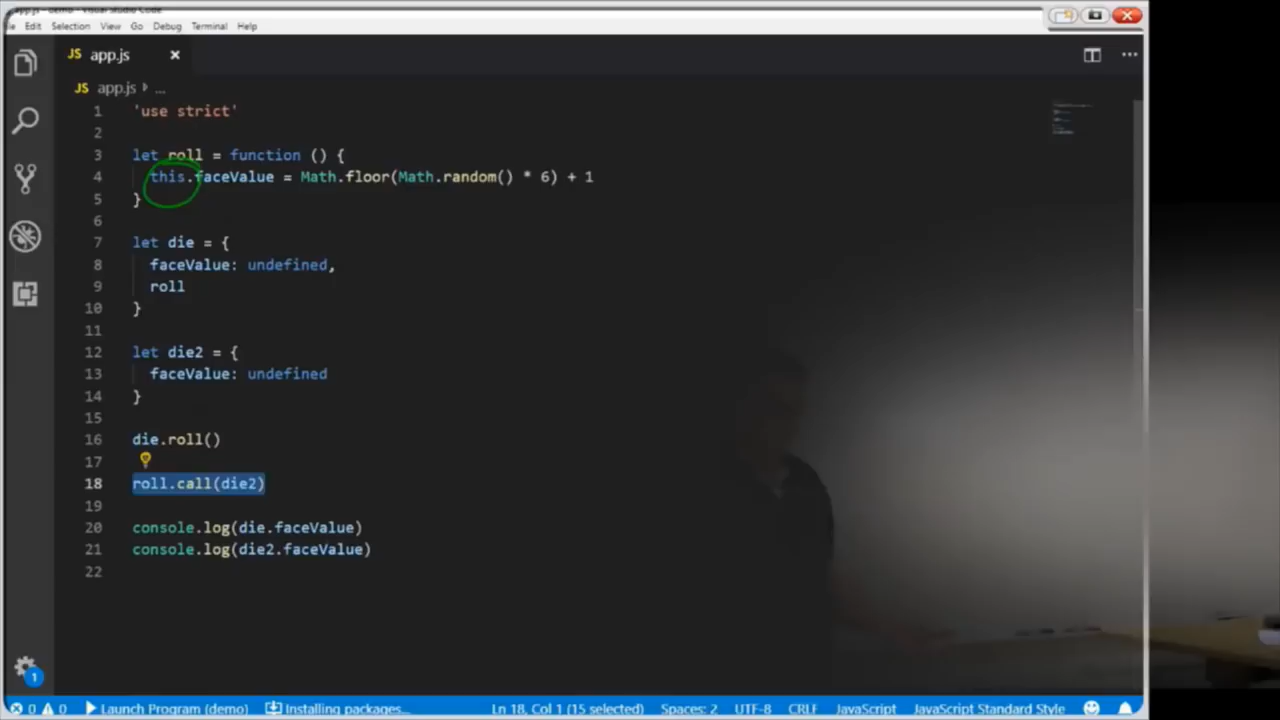 app.js - demo - Visual Studio Code
Edit Selection View Go Debug Terminal Help
JS app.js
JS app.js ...
1 'use strict'
2
3 let roll = function () {
4 this.faceValue = Math.floor(Math.random() * 6) + 1
5 }
6
7 let die = {
8 faceValue: undefined,
9 roll
10 }
11
12 let die2 = {
13 faceValue: undefined
14 }
15
16 die.roll()
17
18 roll.call(die2)
19
20 console.log(die.faceValue)
21 console.log(die2.faceValue)
22
1
0 0 Launch Program (demo) Installing packages... Ln 18, Col 1 (15 selected) Spaces: 2 UTF-8 CRLF JavaScript JavaScript Standard Style